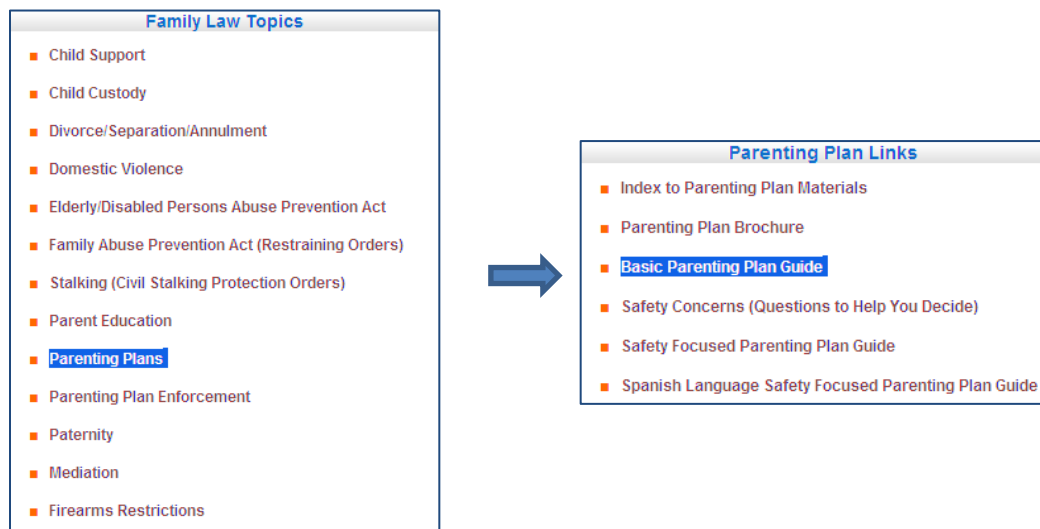 Family Law Topics
Child Support
Child Custody
Divorce/Separation/Annulment
Domestic Violence
Elderly/Disabled Persons Abuse Prevention Act
Family Abuse Prevention Act (Restraining Orders)
Stalking (Civil Stalking Protection Orders)
Parent Education
Parenting Plans
Parenting Plan Enforcement
Paternity
Mediation
Firearms Restrictions
Parenting Plan Links
Index to Parenting Plan Materials
Parenting Plan Brochure
Basic Parenting Plan Guide
Safety Concerns (Questions to Help You Decide)
Safety Focused Parenting Plan Guide
Spanish Language Safety Focused Parenting Plan Guide